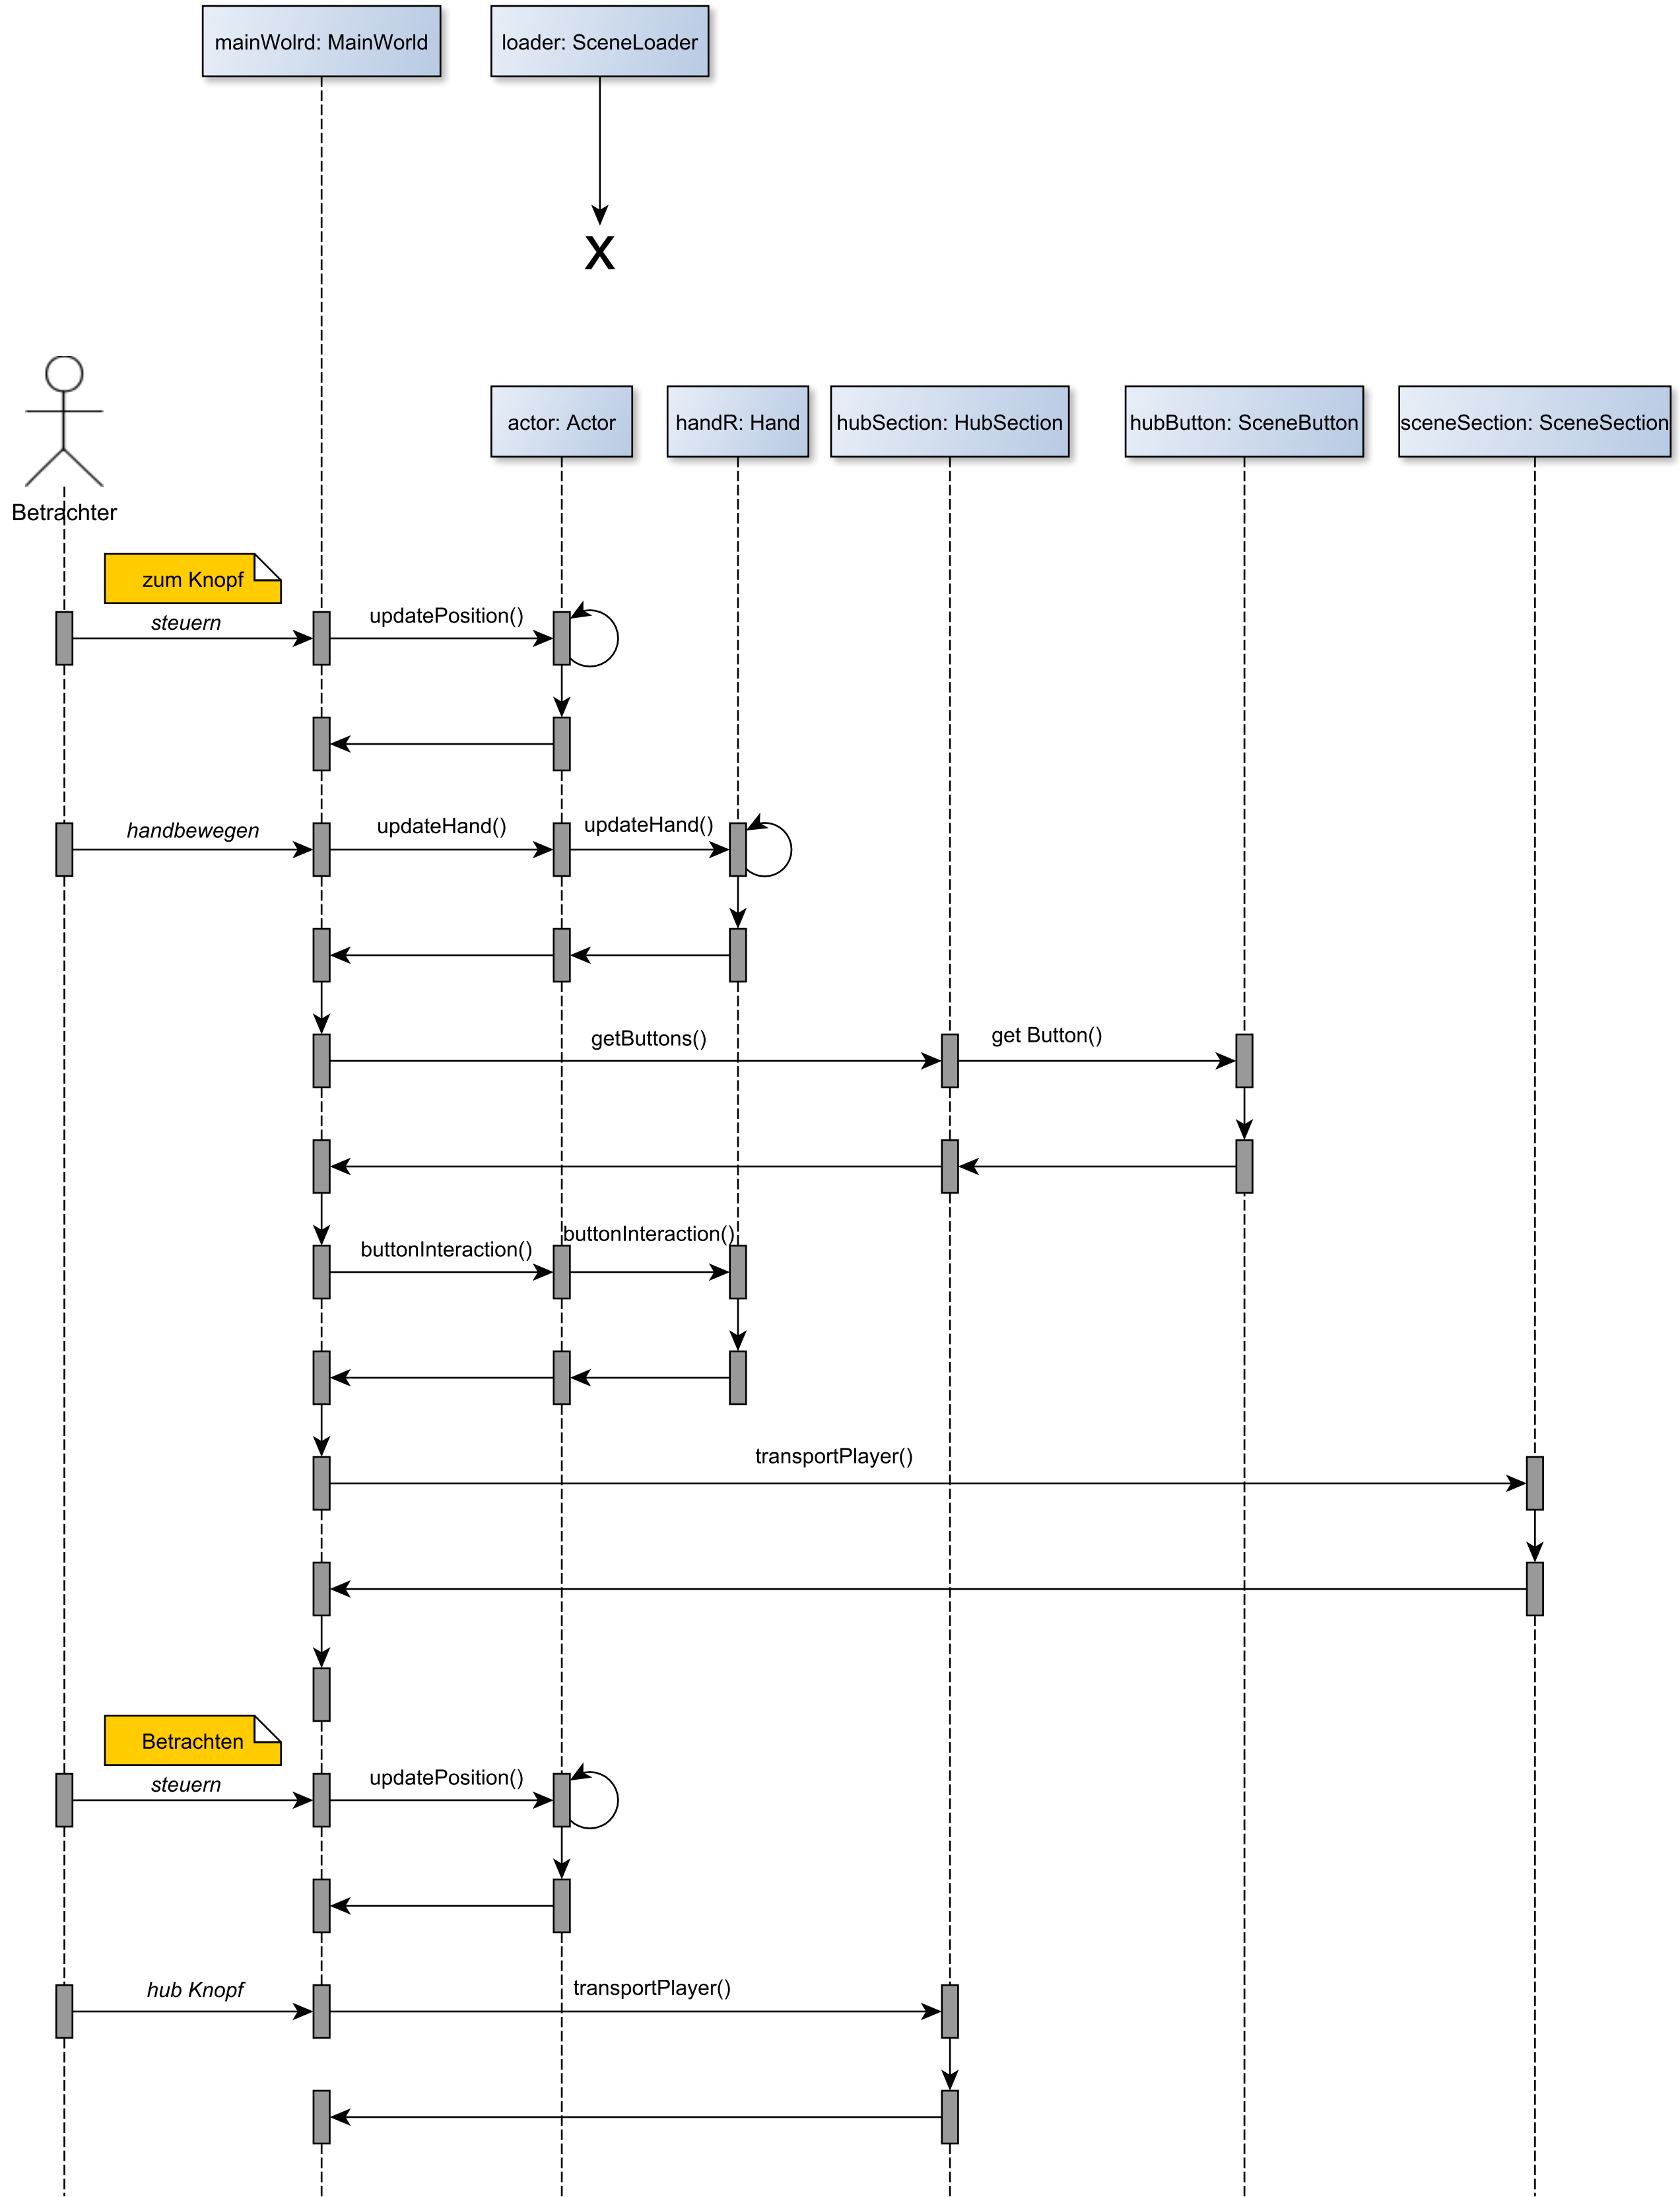 mainWolrd: MainWorld
loader: SceneLoader
X
actor: Actor
handR: Hand
hubSection: HubSection
hubButton: SceneButton
sceneSection: SceneSection
Betrachter
zum Knopf
steuern
updatePosition()
handbewegen
updateHand()
updateHand()
getButtons()
get Button()
buttonInteraction()
buttonInteraction()
transportPlayer()
Betrachten
steuern
updatePosition()
hub Knopf
transportPlayer()